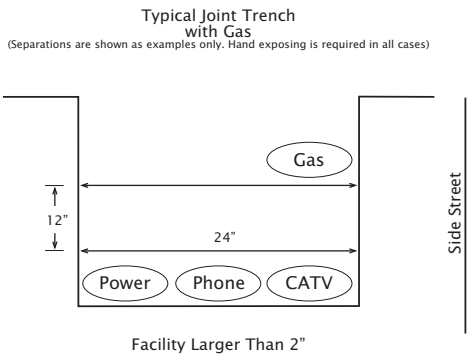 Typical Joint Trench
with Gas
(Separations are shown as examples only. Hand exposing is required in all cases)
Gas
12"
24"
Power
Phone
CATV
Side Street
Facility Larger Than 2"